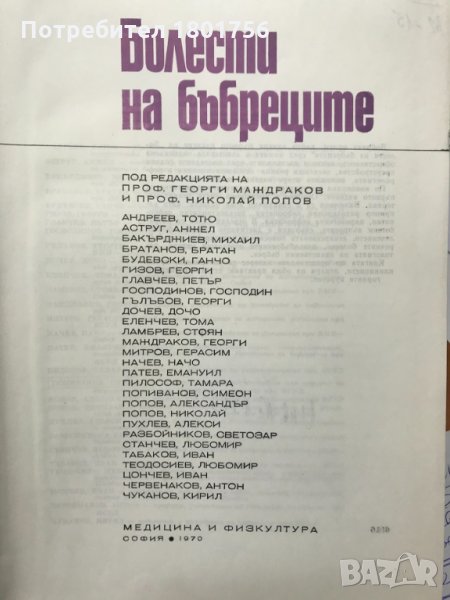 Потребител 1801756
Болести
на бъбреците
ПОД РЕДАКЦИЯТА НА
ПРОФ. ГЕОРГИ МАЖДРАКОВ
И ПРОФ. НИКОЛАЙ ПОПОВ
АНДРЕЕВ, ТОТЮ
АСТРУГ, АНЖЕЛ
БАКЪРДЖИЕВ, МИХАИЛ
БРАТАНОВ, БРАТАН
БУДЕВСКИ, ГАНЧО
ГИЗОВ, ГЕОРГИ
ГЛАВЧЕВ, ПЕТЪР
ГОСПОДИНОВ, ГОСПОДИН
ГЪЛЪБОВ, ГЕОРГИ
ДОЧЕВ, ДОЧО
ЕЛЕНЧЕВ, ТОМА
ЛАМБРЕВ, СТОЯН
МАЖДРАКОВ, ГЕОРГИ
МИТРОВ, ГЕРАСИМ
НАЧЕВ, НАЧО
ПАТЕВ, ЕМАНУИЛ
ПИЛОСОФ, ТАМАРА
ПОПИВАНОВ, СИМЕОН
ПОПОВ, АЛЕКСАНДЪР
ПОПОВ, НИКОЛАЙ
ПУХЛЕВ, АЛЕКСИ
РАЗБОЙНИКОВ, СВЕТОЗАР
СТАНЧЕВ, ЛЮБОМИР
ТАБАКОВ, ИВАН
ТЕОДОСИЕВ, ЛЮБОМИР
ЦОНЧЕВ, ИВАН
ЧЕРВЕНАКОВ, АНТОН
ЧУКАНОВ, КИРИЛ
МЕДИЦИНА И ФИЗКУЛТУРА
СОФИЯ • 1970
BAZAR